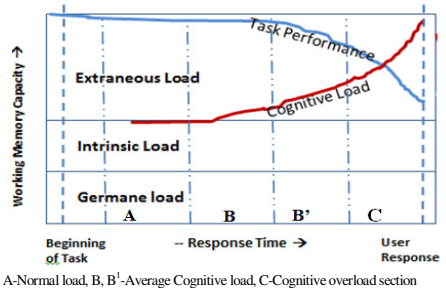 Working Memory Capacity →
Task Performance
Extraneous Load
Cognitive Load
Intrinsic Load
Germane load
A B B' C
Beginning of Task
-- Response Time →
User Response
A-Normal load, B, B¹-Average Cognitive load, C-Cognitive overload section